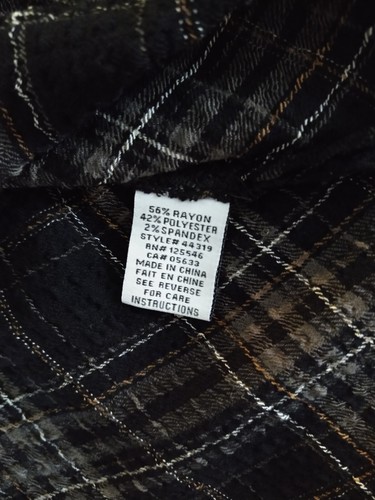 56% RAYON
42% POLYESTER
2% SPANDEX
STYLE# 44319
RN# 125546
CA# 05633
MADE IN CHINA
FAIT EN CHINE
SEE REVERSE
FOR CARE
INSTRUCTIONS